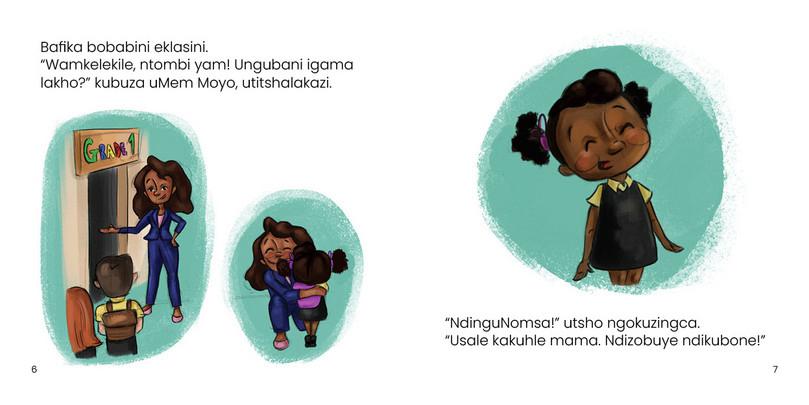 Bafika bobabini eklasini.
“Wamkelekile, ntombi yam! Ungubani igama
lakho?” kubuza uMem Moyo, utitshalakazi.
GRADE 1
6
“NdinguNomsa!” utsho ngokuzingca.
“Usale kakuhle mama. Ndizobuye ndikubone!”
7